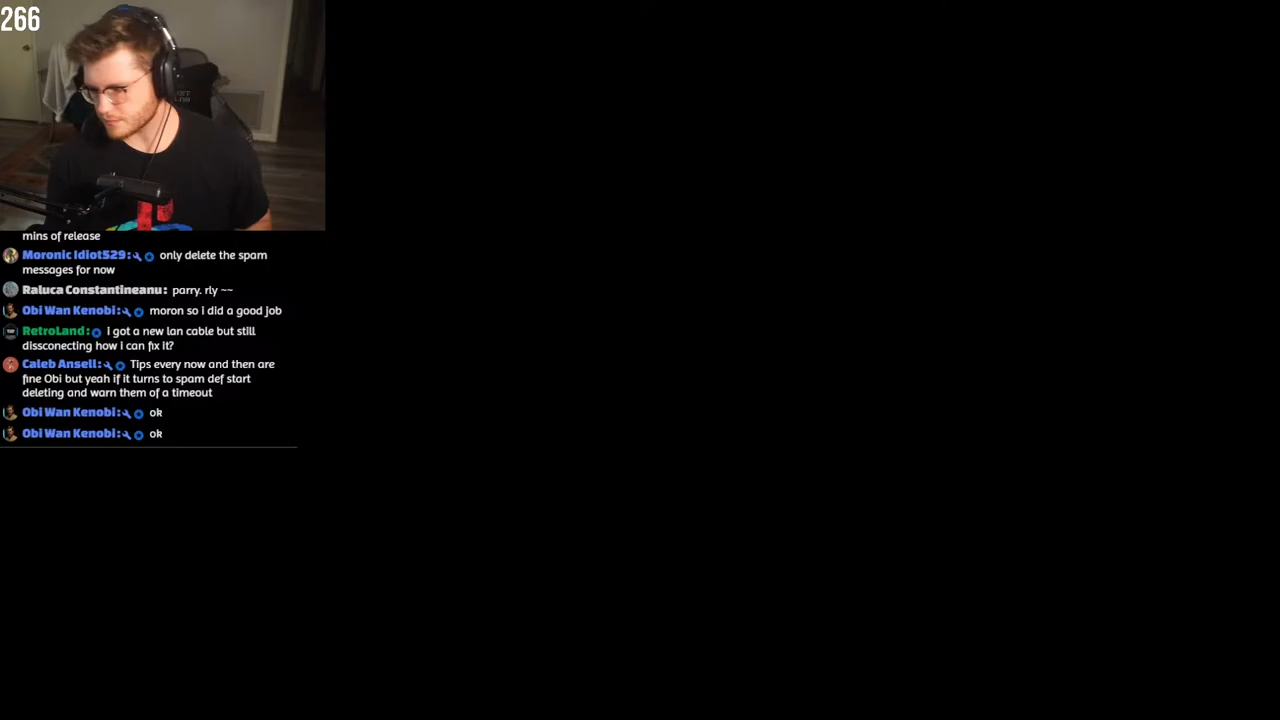 266
mins of release
Moronic Idiot529: only delete the spam
messages for now
Raluca Constantineanu: parry. rly ~~
Obi Wan Kenobi: moron so i did a good job
RetroLand: i got a new lan cable but still
dissconecting how i can fix it?
Caleb Ansell: Tips every now and then are
fine Obi but yeah if it turns to spam def start
deleting and warn them of a timeout
Obi Wan Kenobi: ok
Obi Wan Kenobi: ok